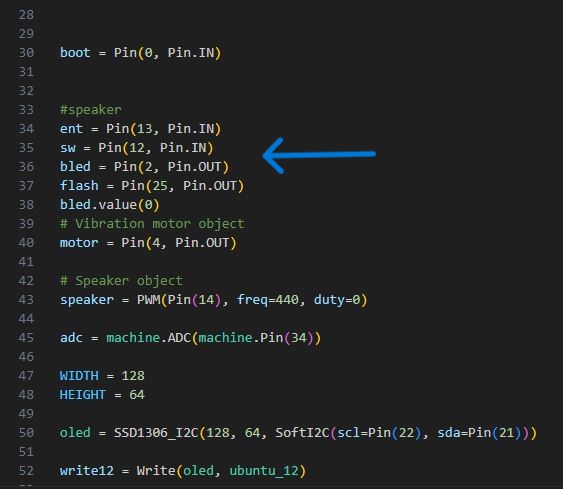 28
29
30 boot = Pin(0, Pin.IN)
31
32
33 #speaker
34 ent = Pin(13, Pin.IN)
35 sw = Pin(12, Pin.IN)
36 bled = Pin(2, Pin.OUT)
37 flash = Pin(25, Pin.OUT)
38 bled.value(0)
39 # Vibration motor object
40 motor = Pin(4, Pin.OUT)
41
42 # Speaker object
43 speaker = PWM(Pin(14), freq=440, duty=0)
44
45 adc = machine.ADC(machine.Pin(34))
46
47 WIDTH = 128
48 HEIGHT = 64
49
50 oled = SSD1306_I2C(128, 64, SoftI2C(scl=Pin(22), sda=Pin(21)))
51
52 write12 = Write(oled, ubuntu_12)